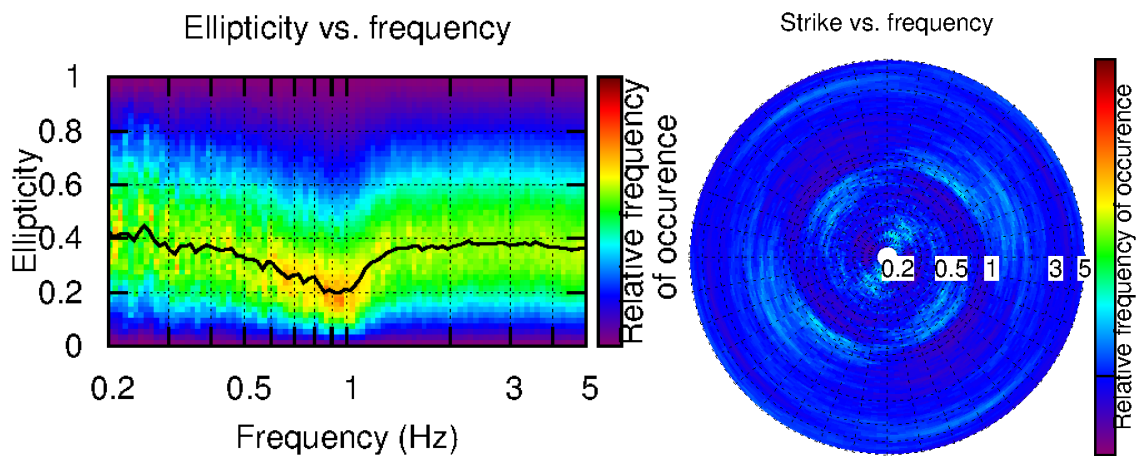 Ellipticity vs. frequency
1
0.8
0.6
0.4
0.2
0
Ellipticity
0.2 0.5 1 3 5
Frequency (Hz)
Relative frequency
of occurence
Strike vs. frequency
0.2 0.5 1 3 5
Relative frequency of occurence